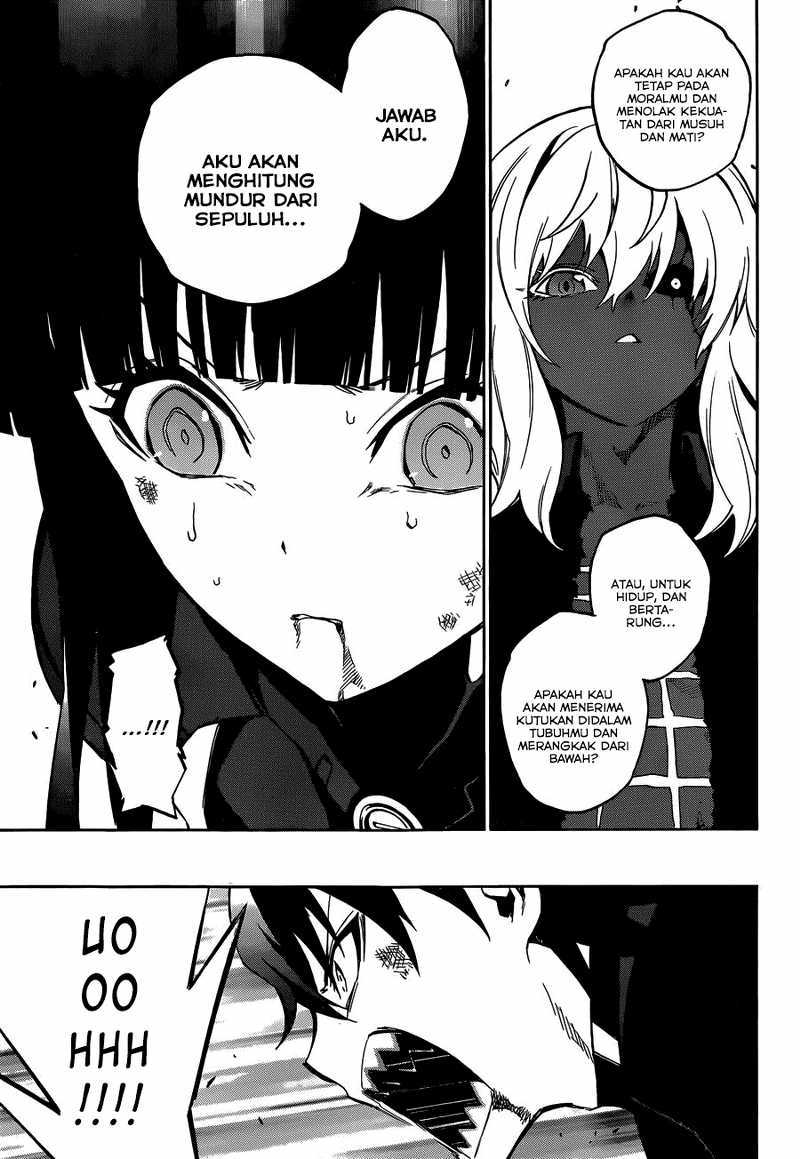 APAKAH KAU AKAN
TETAP PADA
MORALMU DAN
MENOLAK KEKUA-
TAN DARI MUSUH
DAN MATI?
ATAU, UNTUK
HIDUP, DAN
BERTA-
RUNG...
APAKAH KAU
AKAN MENERIMA
KUTUKAN DIDALAM
TUBUHMU DAN
MERANGKAK DARI
BAWAH?
JAWAB
AKU.
AKU AKAN
MENGHITUNG
MUNDUR DARI
SEPULUH...
...!!!
UO
OO
HHH
!!!!